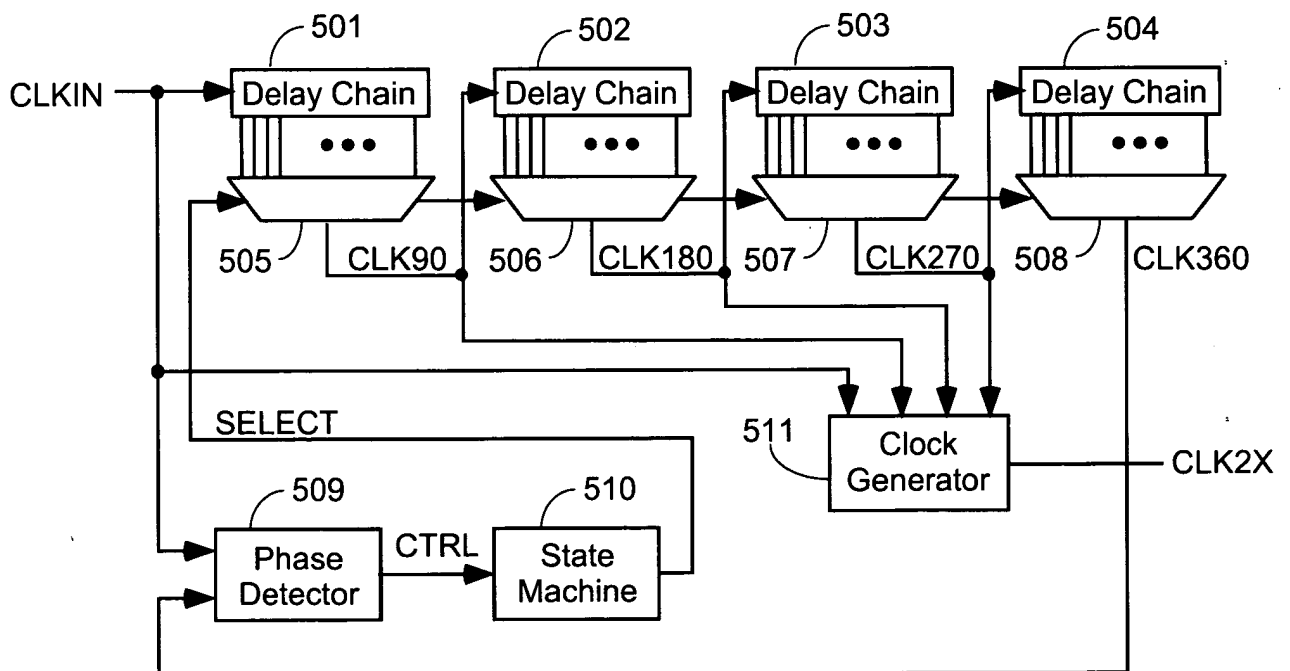 501
502
503
504
CLKIN
Delay Chain
Delay Chain
Delay Chain
Delay Chain
505
CLK90
506
CLK180
507
CLK270
508
CLK360
SELECT
511
Clock
Generator
CLK2X
509
510
Phase
Detector
CTRL
State
Machine